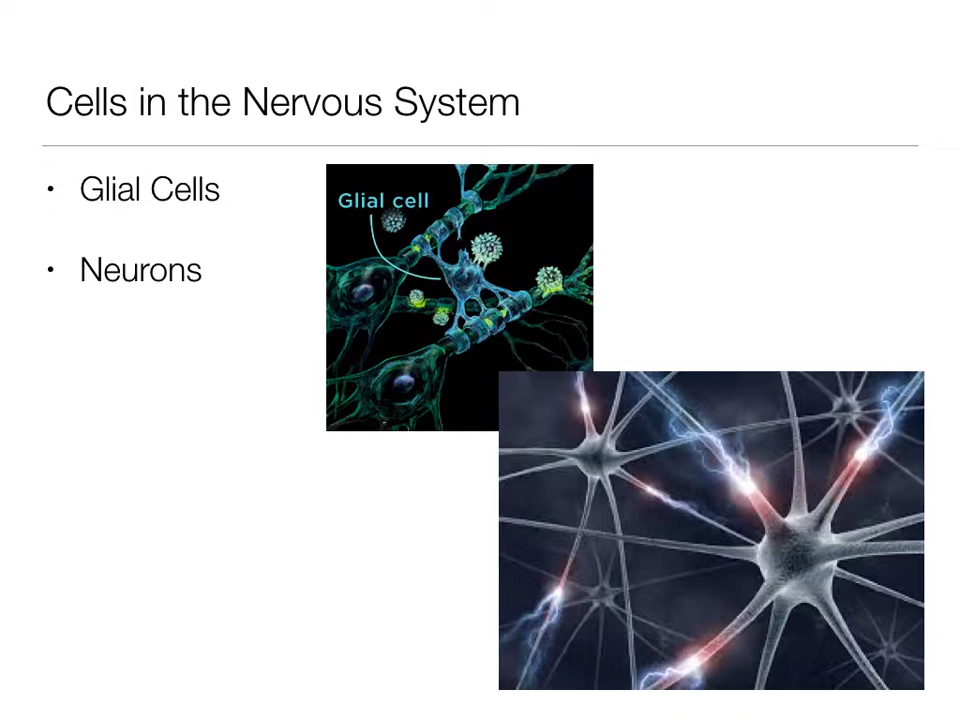 Cells in the Nervous System
• Glial Cells
• Neurons
Glial cell